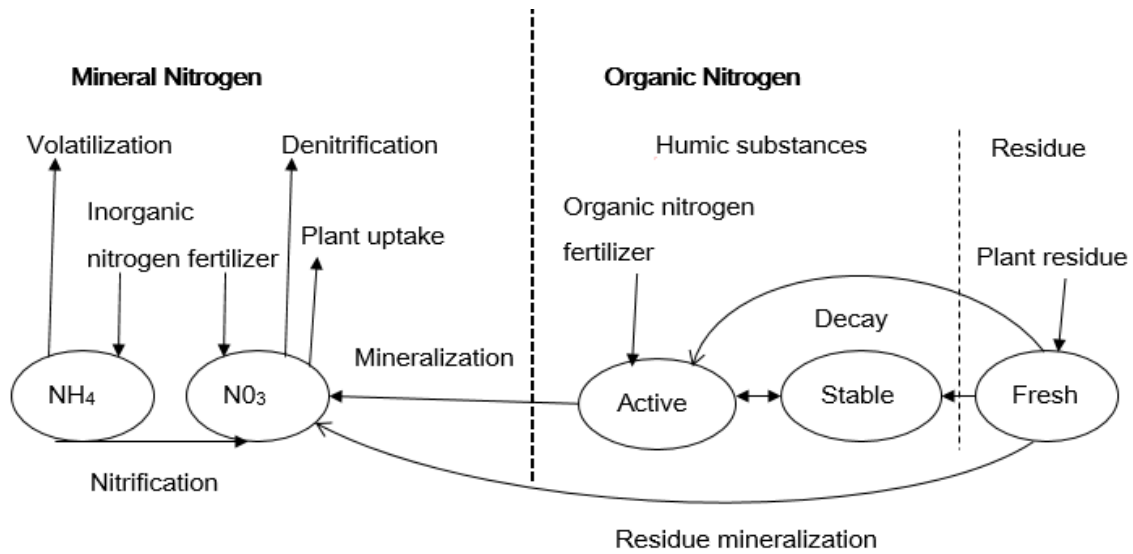 Mineral Nitrogen
Organic Nitrogen
Volatilization
Denitrification
Humic substances
Residue
Inorganic
nitrogen fertilizer
Plant uptake
Organic nitrogen
fertilizer
Plant residue
Decay
Mineralization
NH4
N03
Active
Stable
Fresh
Nitrification
Residue mineralization